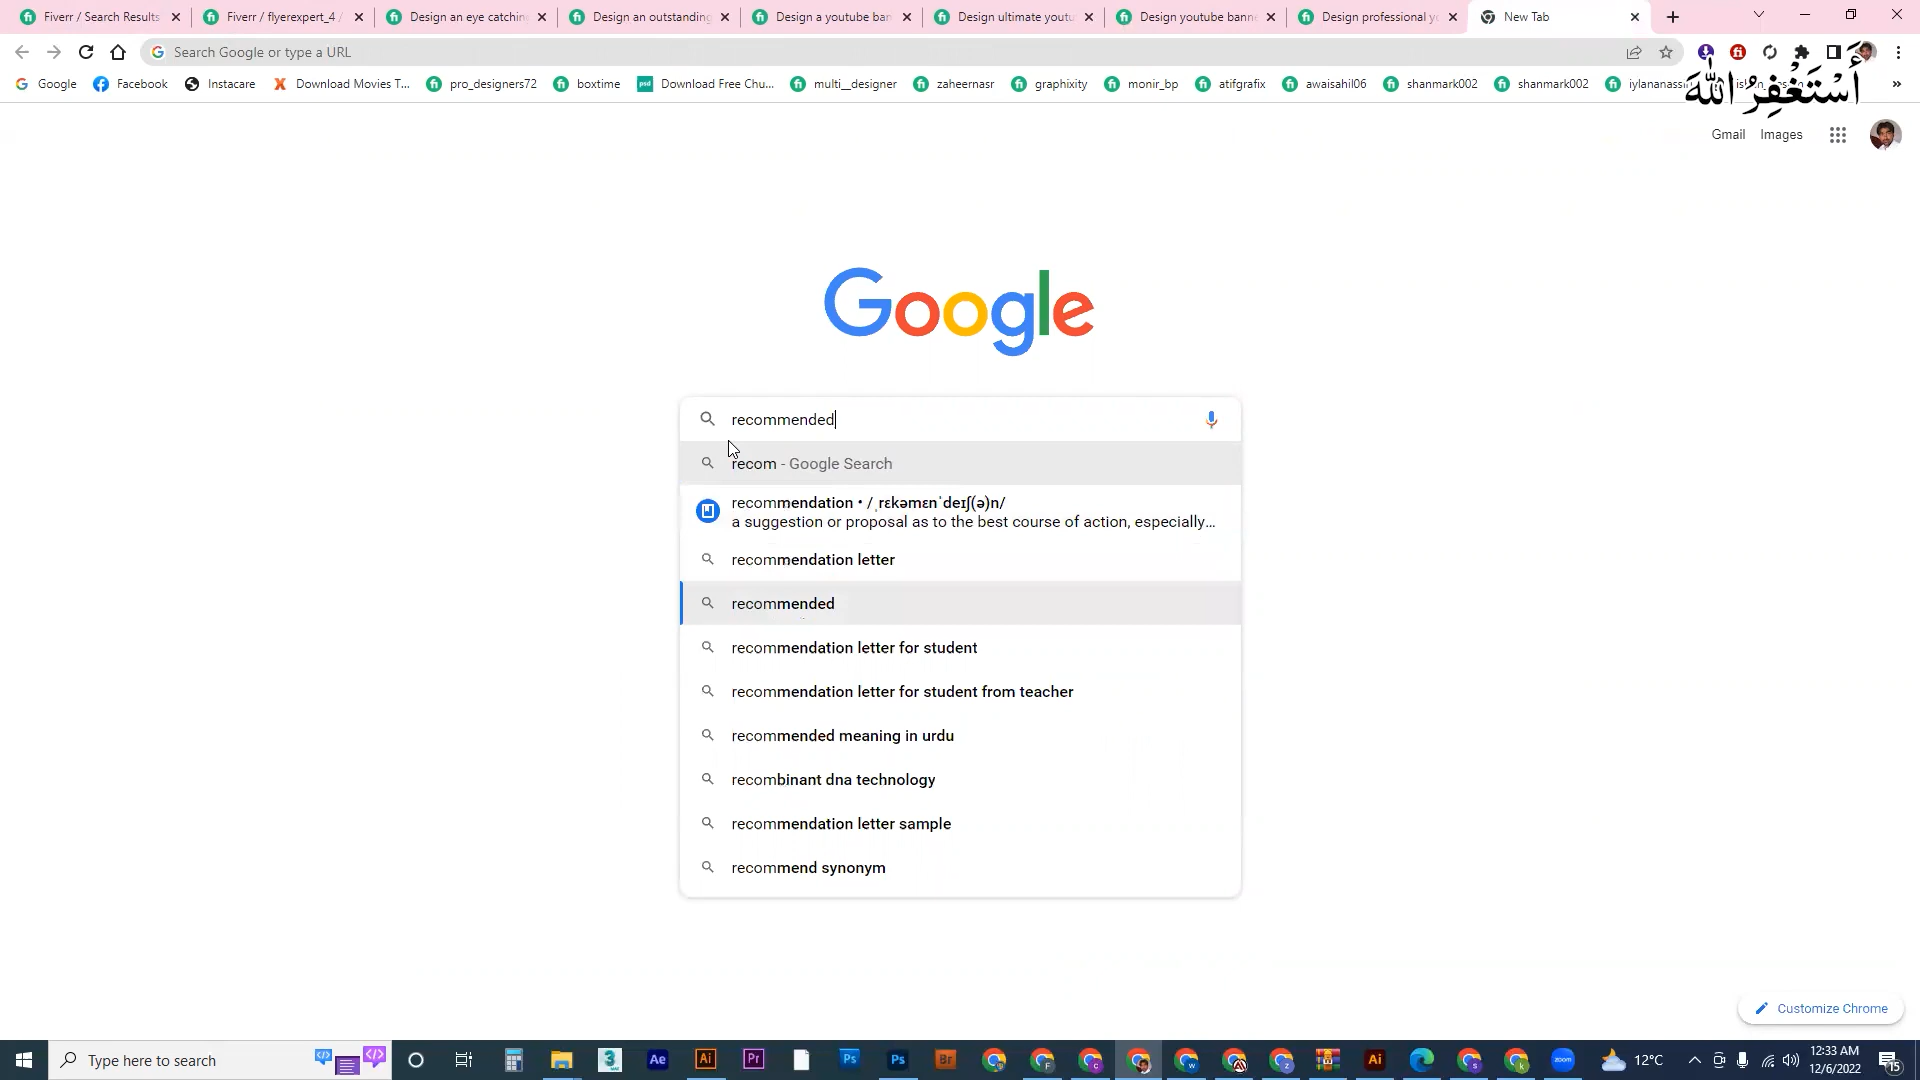 Fiverr / Search Results
Fiverr / flyerexpert_4 /
Design an eye catchin
Design an outstanding
Design a youtube ban
Design ultimate youtu
Design youtube banne
Design professional yo
New Tab
Search Google or type a URL
Google
Facebook
Instacare
Download Movies T...
pro_designers72
boxtime
Download Free Chu...
multi__designer
zaheernasr
graphixity
monir_bp
atifgrafix
awaisahil06
shanmark002
shanmark002
أَسْتَغْفِرُ اللّٰه
Gmail
Images
Google
recommended
recom - Google Search
recommendation • /ˌrɛkəmɛnˈdeɪʃ(ə)n/
a suggestion or proposal as to the best course of action, especially...
recommendation letter
recommended
recommendation letter for student
recommendation letter for student from teacher
recommended meaning in urdu
recombinant dna technology
recommendation letter sample
recommend synonym
Customize Chrome
Type here to search
12°C
12:33 AM
12/6/2022
15